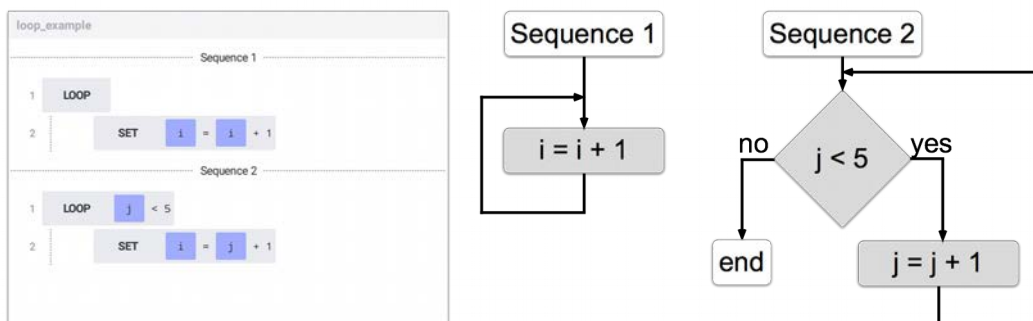 loop_example
Sequence 1
1 LOOP
2 SET i = i + 1
Sequence 2
1 LOOP j < 5
2 SET i = j + 1
Sequence 1
i = i + 1
Sequence 2
j < 5
no
yes
end
j = j + 1